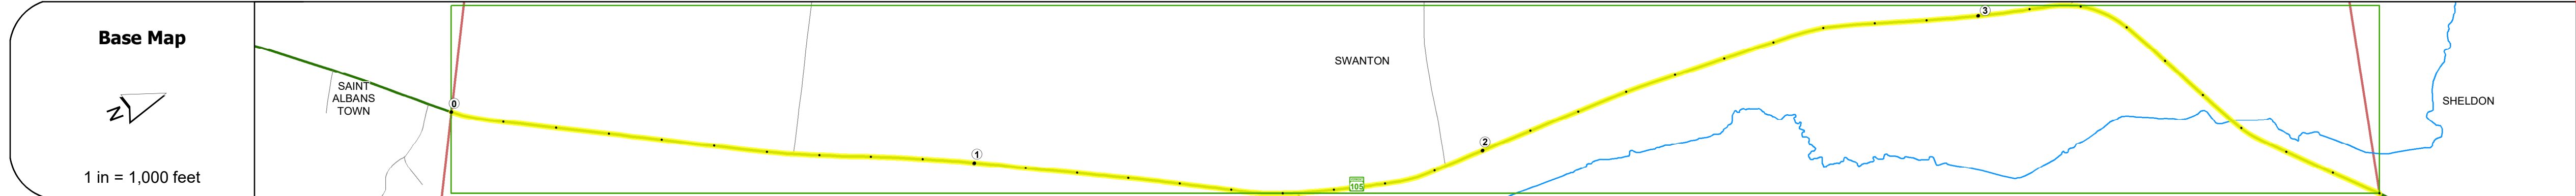 Base Map
N
1 in = 1,000 feet
SAINT
ALBANS
TOWN
0
1
SWANTON
105
2
3
SHELDON